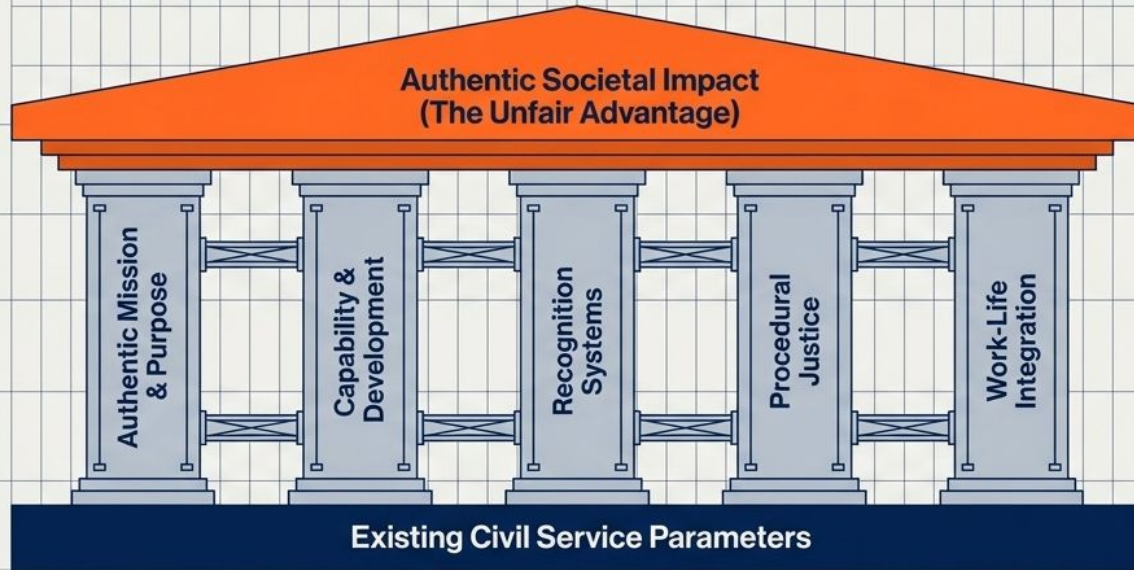 Authentic Societal Impact
(The Unfair Advantage)
Authentic Mission
& Purpose
Capability &
Development
Recognition
Systems
Procedural
Justice
Work-Life
Integration
Existing Civil Service Parameters